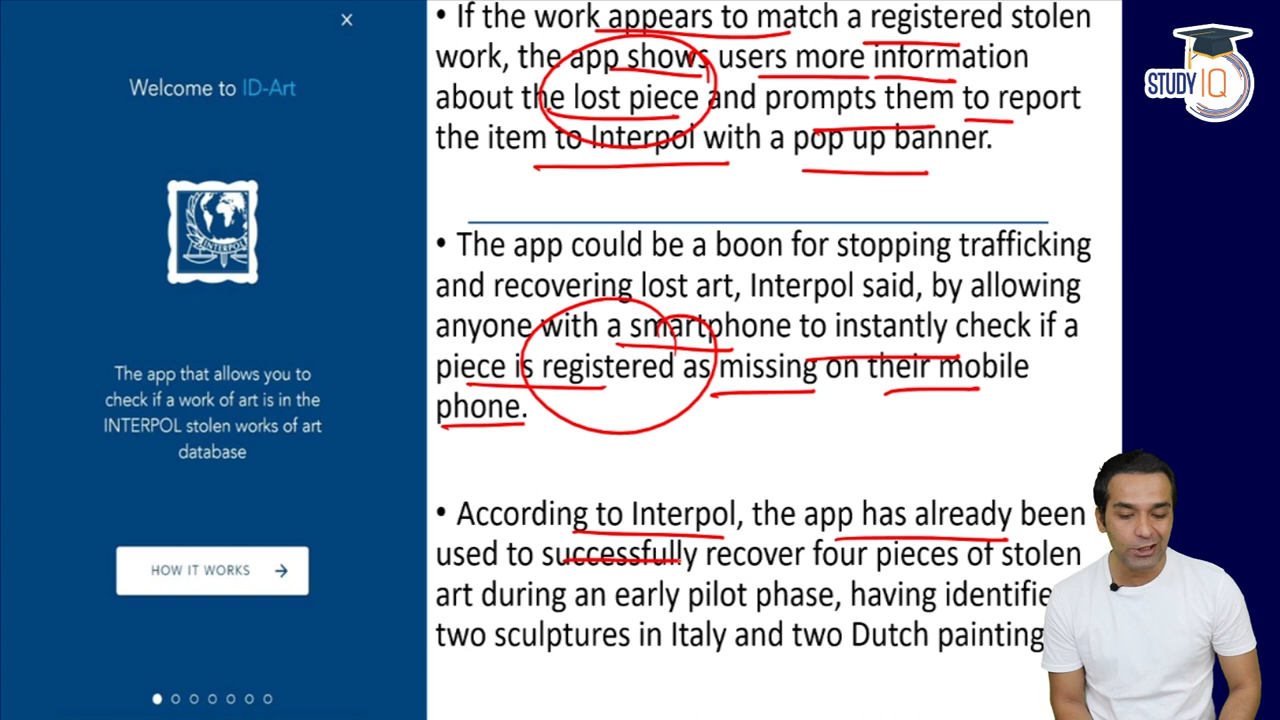 ×
Welcome to ID-Art
INTERPOL
The app that allows you to
check if a work of art is in the
INTERPOL stolen works of art
database
HOW IT WORKS →
• If the work appears to match a registered stolen
work, the app shows users more information
about the lost piece and prompts them to report
the item to Interpol with a pop up banner.
• The app could be a boon for stopping trafficking
and recovering lost art, Interpol said, by allowing
anyone with a smartphone to instantly check if a
piece is registered as missing on their mobile
phone.
• According to Interpol, the app has already been
used to successfully recover four pieces of stolen
art during an early pilot phase, having identifie
two sculptures in Italy and two Dutch painting
STUDY IQ